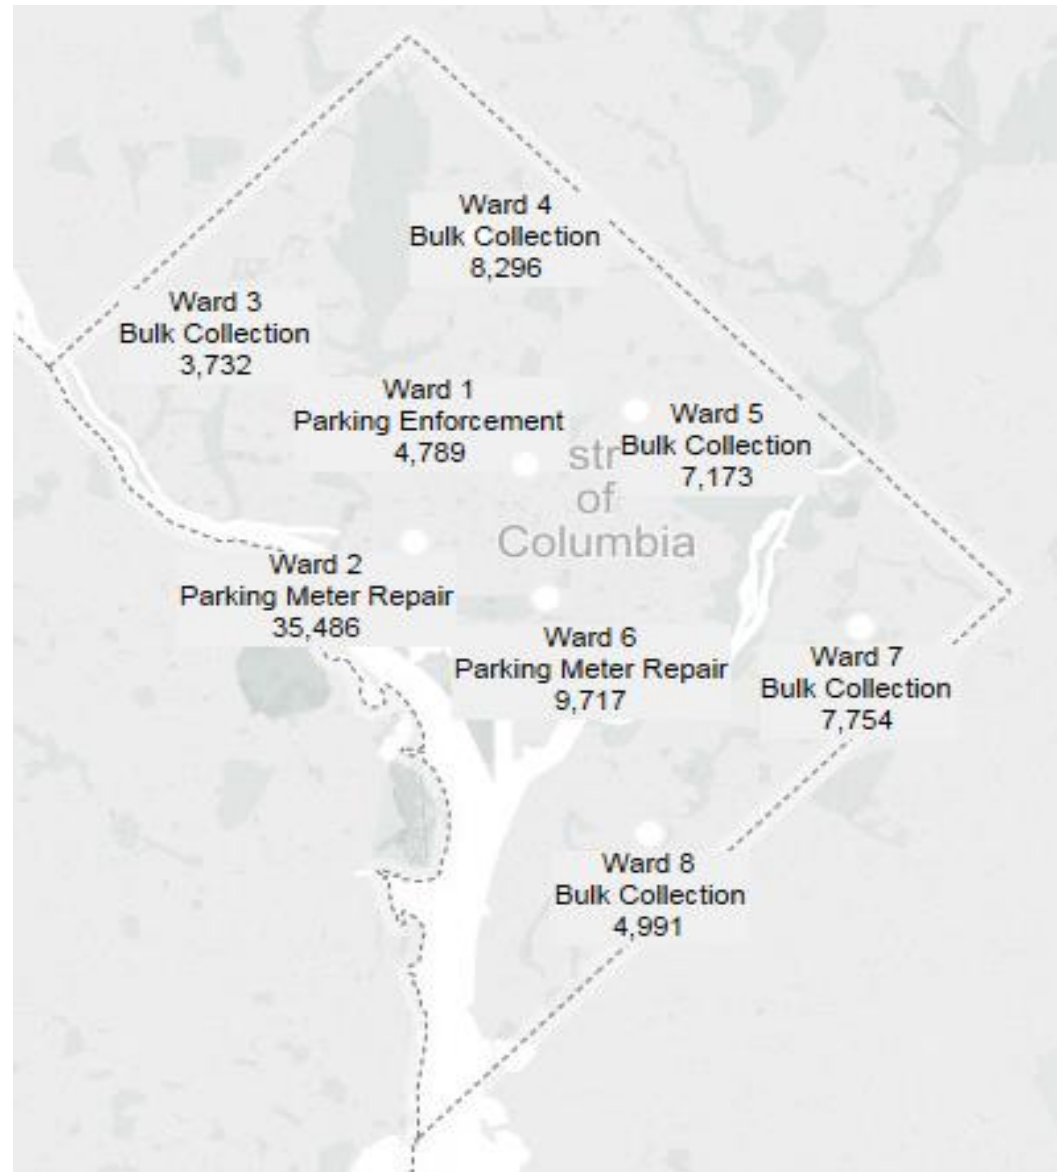 Ward 4
Bulk Collection
8,296
Ward 3
Bulk Collection
3,732
Ward 1
Parking Enforcement
4,789
Ward 5
Bulk Collection
7,173
str
of
Columbia
Ward 2
Parking Meter Repair
35,486
Ward 6
Parking Meter Repair
9,717
Ward 7
Bulk Collection
7,754
Ward 8
Bulk Collection
4,991